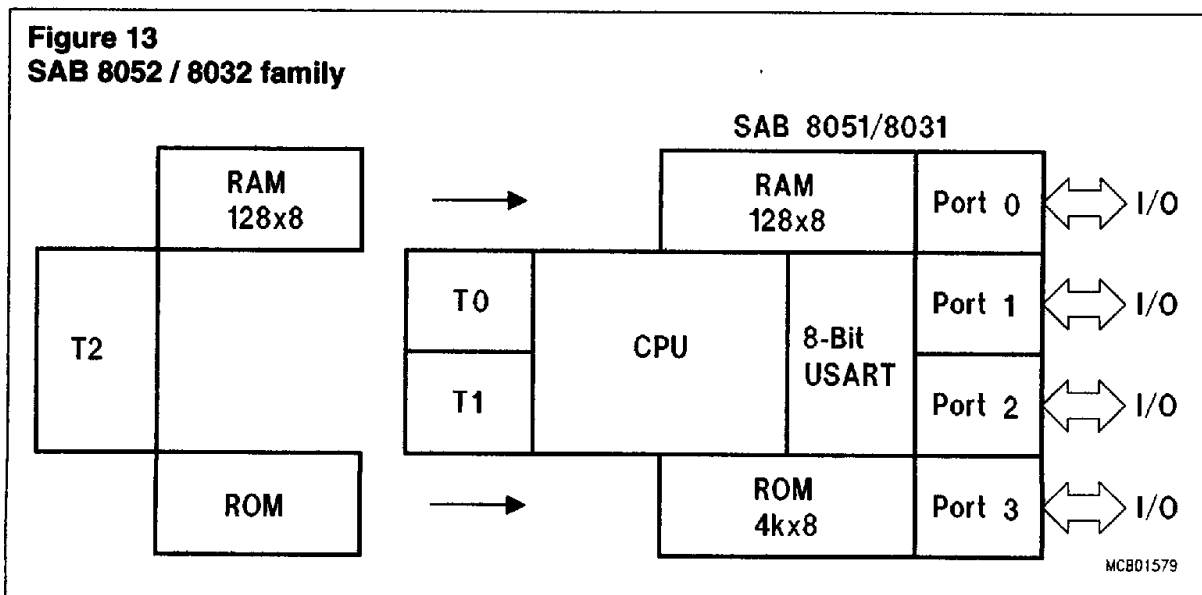 Figure 13
SAB 8052 / 8032 family
SAB 8051/8031
RAM
128x8
RAM
128x8
Port 0
I/O
T2
T0
T1
CPU
8-Bit
USART
Port 1
I/O
Port 2
I/O
ROM
ROM
4kx8
Port 3
I/O
MCB01579